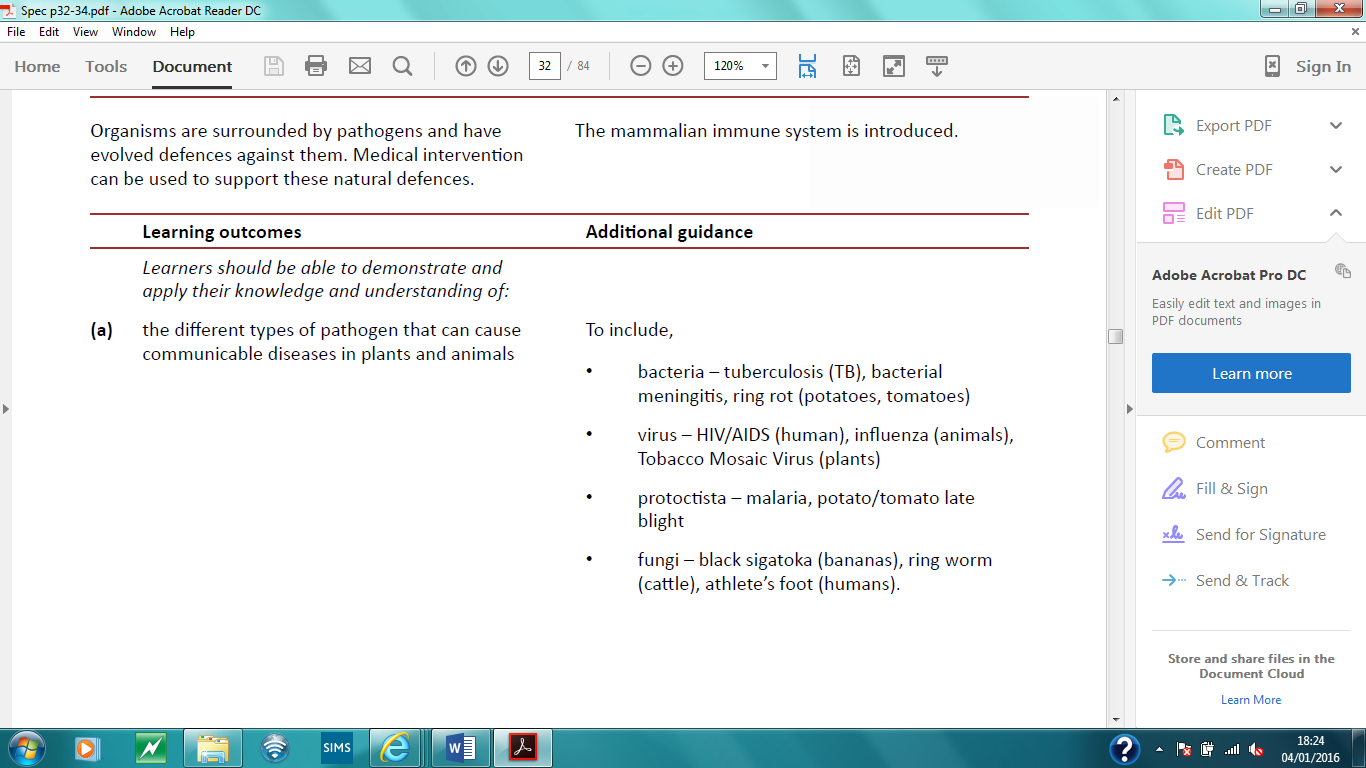 Spec p32-34.pdf - Adobe Acrobat Reader DC
File Edit View Window Help
Home Tools Document 32 / 84 120% Sign In
Organisms are surrounded by pathogens and have
evolved defences against them. Medical intervention
can be used to support these natural defences.
The mammalian immune system is introduced.
Learning outcomes
Additional guidance
Learners should be able to demonstrate and
apply their knowledge and understanding of:
(a) the different types of pathogen that can cause
communicable diseases in plants and animals
To include,
• bacteria – tuberculosis (TB), bacterial
meningitis, ring rot (potatoes, tomatoes)
• virus – HIV/AIDS (human), influenza (animals),
Tobacco Mosaic Virus (plants)
• protoctista – malaria, potato/tomato late
blight
• fungi – black sigatoka (bananas), ring worm
(cattle), athlete’s foot (humans).
Export PDF
Create PDF
Edit PDF
Adobe Acrobat Pro DC
Easily edit text and images in
PDF documents
Learn more
Comment
Fill & Sign
Send for Signature
Send & Track
Store and share files in the
Document Cloud
Learn More
SIMS
18:24
04/01/2016